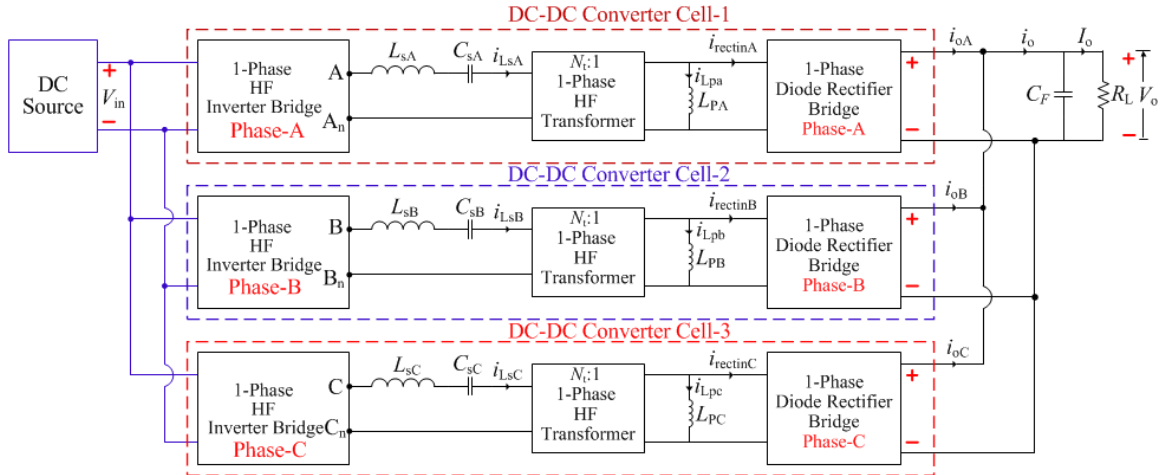 DC-DC Converter Cell-1
DC
Source
+
V_in
−
1-Phase
HF
Inverter Bridge
Phase-A
A
A_n
L_sA
C_sA
i_LsA
N_t:1
1-Phase
HF
Transformer
i_rectinA
i_Lpa
L_PA
1-Phase
Diode Rectifier
Bridge
Phase-A
+
−
i_oA
i_o
I_o
C_F
R_L
+
V_o
−
DC-DC Converter Cell-2
1-Phase
HF
Inverter Bridge
Phase-B
B
B_n
L_sB
C_sB
i_LsB
N_t:1
1-Phase
HF
Transformer
i_rectinB
i_Lpb
L_PB
1-Phase
Diode Rectifier
Bridge
Phase-B
+
−
i_oB
DC-DC Converter Cell-3
1-Phase
HF
Inverter Bridge
Phase-C
C
C_n
L_sC
C_sC
i_LsC
N_t:1
1-Phase
HF
Transformer
i_rectinC
i_Lpc
L_PC
1-Phase
Diode Rectifier
Bridge
Phase-C
+
−
i_oC